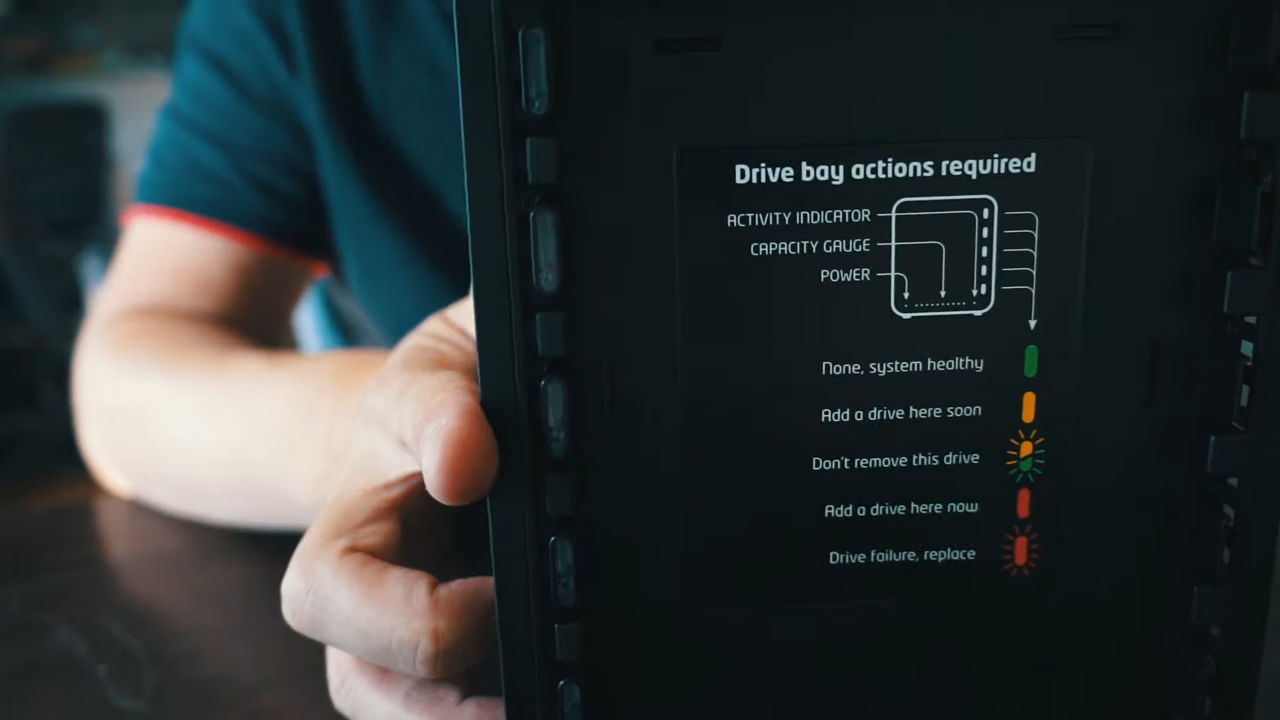 Drive bay actions required
ACTIVITY INDICATOR
CAPACITY GAUGE
POWER
None, system healthy
Add a drive here soon
Don't remove this drive
Add a drive here now
Drive failure, replace